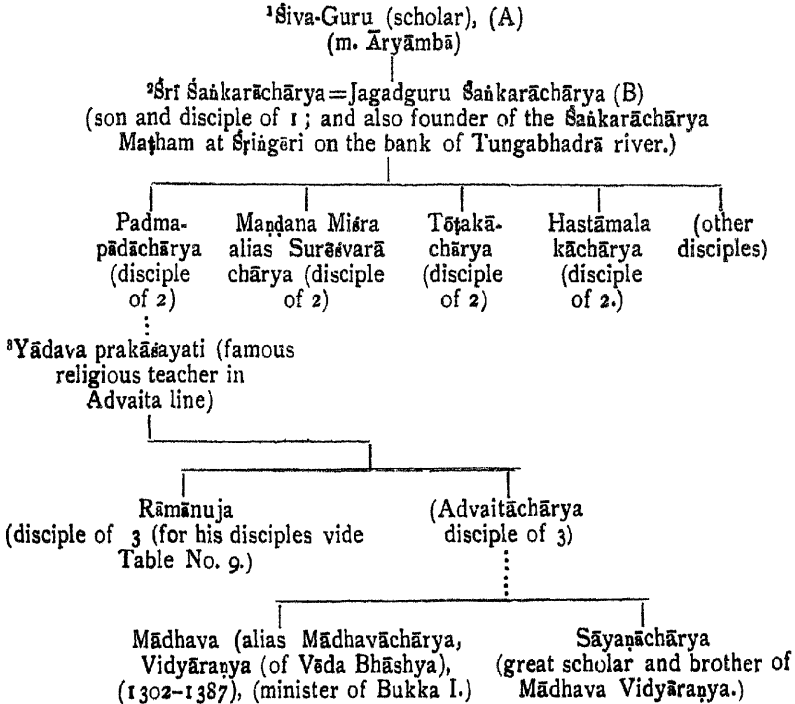 ¹Śiva-Guru (scholar), (A)
(m. Āryāmbā)
²Śrī Śaṅkarāchārya=Jagadguru Śaṅkarāchārya (B)
(son and disciple of 1 ; and also founder of the Śaṅkarāchārya
Maṭham at Śṛiṅgēri on the bank of Tungabhadrā river.)
Padma-
pādāchārya
(disciple
of 2)
Maṇḍana Miśra
alias Surēśvarā
chārya (disciple
of 2)
Tōṭakā-
chārya
(disciple
of 2)
Hastāmala
kāchārya
(disciple
of 2.)
(other
disciples)
³Yādava prakāśayati (famous
religious teacher in
Advaita line)
Rāmānuja
(disciple of 3 (for his disciples vide
Table No. 9.)
(Advaitāchārya
disciple of 3)
Mādhava (alias Mādhavāchārya,
Vidyāraṇya (of Vēda Bhāshya),
(1302–1387), (minister of Bukka I.)
Sāyaṇāchārya
(great scholar and brother of
Mādhava Vidyāraṇya.)